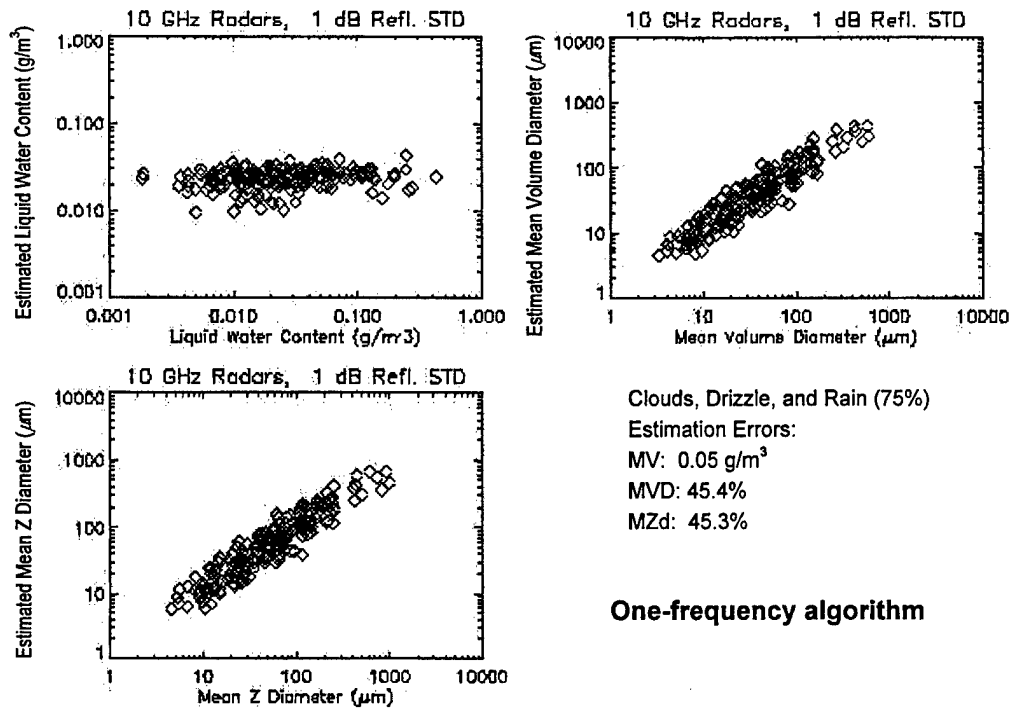 10 GHz Radars, 1 dB Refl. STD
Estimated Liquid Water Content (g/m³)
1.000
0.100
0.010
0.001
0.001 0.010 0.100 1.000
Liquid Water Content (g/m3)
10 GHz Radars, 1 dB Refl. STD
Estimated Mean Volume Diameter (μm)
10000
1000
100
10
1
1 10 100 1000 10000
Mean Volume Diameter (μm)
10 GHz Radars, 1 dB Refl. STD
Estimated Mean Z Diameter (μm)
10000
1000
100
10
1
1 10 100 1000 10000
Mean Z Diameter (μm)
Clouds, Drizzle, and Rain (75%)
Estimation Errors:
MV: 0.05 g/m³
MVD: 45.4%
MZd: 45.3%
One-frequency algorithm